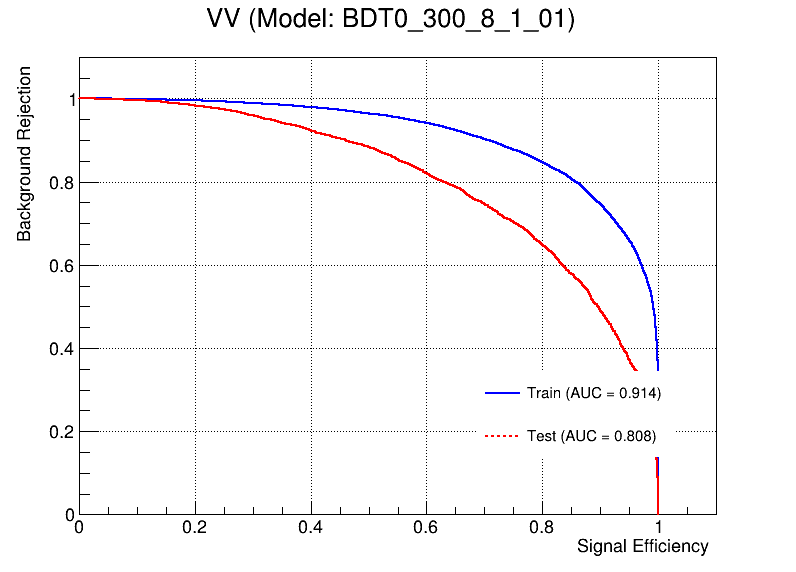 VV (Model: BDT0_300_8_1_01)
Background Rejection
1
0.8
0.6
0.4
0.2
0
Train (AUC = 0.914)
Test (AUC = 0.808)
0 0.2 0.4 0.6 0.8 1
Signal Efficiency